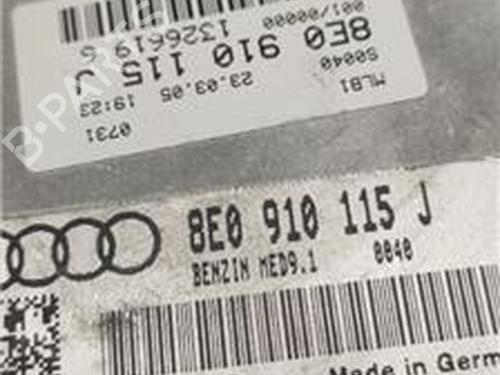 001/00000
1326619 6
8E0 910 115 J
S0040
MLB1
23.03.05
19:23
0731
8E0 910 115 J
BENZIN MED9.1 0040
Made in Germ
B-PARTS